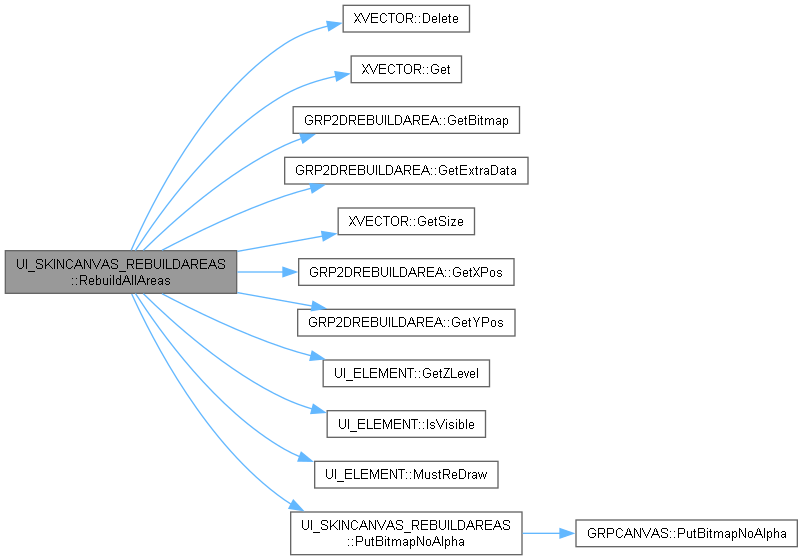 XVECTOR::Delete
XVECTOR::Get
GRP2DREBUILDAREA::GetBitmap
GRP2DREBUILDAREA::GetExtraData
XVECTOR::GetSize
UI_SKINCANVAS_REBUILDAREAS
::RebuildAllAreas
GRP2DREBUILDAREA::GetXPos
GRP2DREBUILDAREA::GetYPos
UI_ELEMENT::GetZLevel
UI_ELEMENT::IsVisible
UI_ELEMENT::MustReDraw
UI_SKINCANVAS_REBUILDAREAS
::PutBitmapNoAlpha
GRPCANVAS::PutBitmapNoAlpha